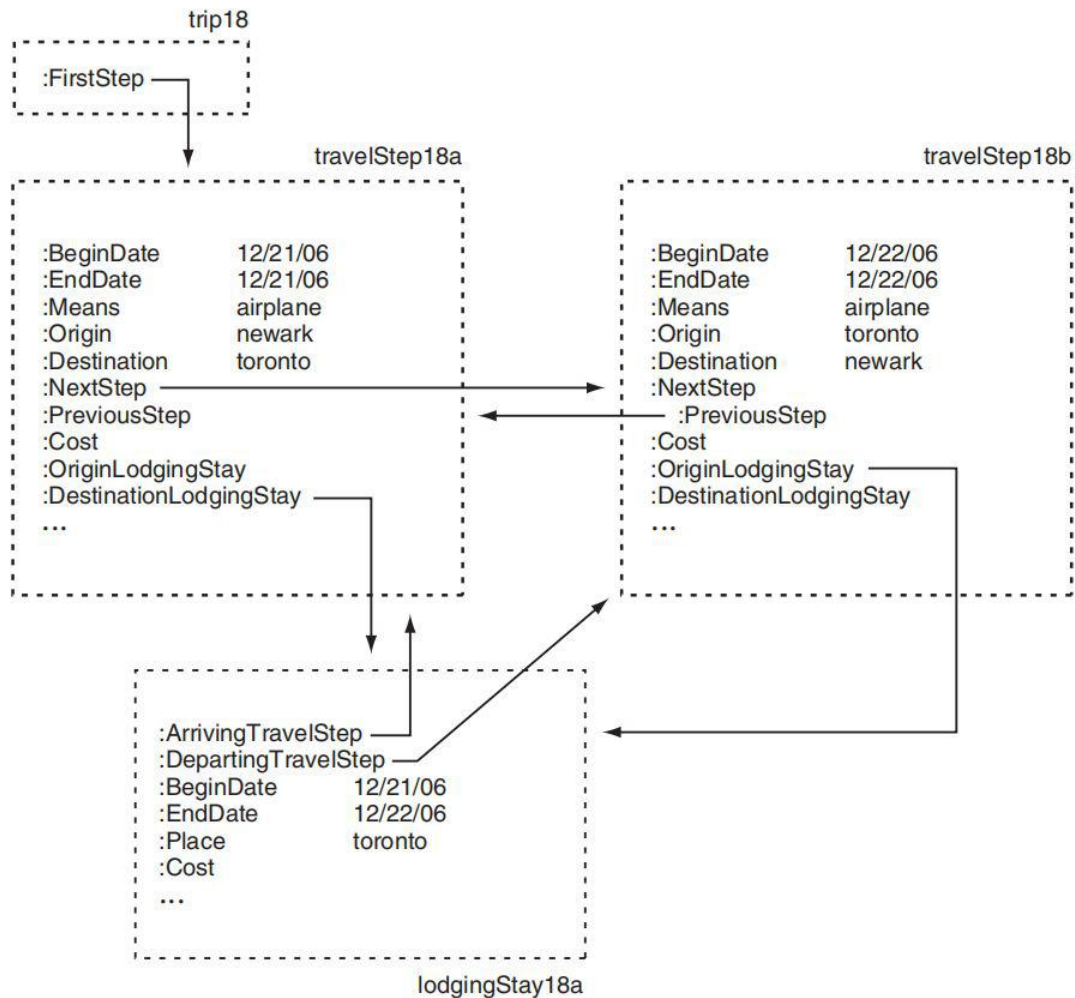 trip18
:FirstStep
travelStep18a
:BeginDate 12/21/06
:EndDate 12/21/06
:Means airplane
:Origin newark
:Destination toronto
:NextStep
:PreviousStep
:Cost
:OriginLodgingStay
:DestinationLodgingStay
...
travelStep18b
:BeginDate 12/22/06
:EndDate 12/22/06
:Means airplane
:Origin toronto
:Destination newark
:NextStep
:PreviousStep
:Cost
:OriginLodgingStay
:DestinationLodgingStay
...
:ArrivingTravelStep
:DepartingTravelStep
:BeginDate 12/21/06
:EndDate 12/22/06
:Place toronto
:Cost
...
lodgingStay18a